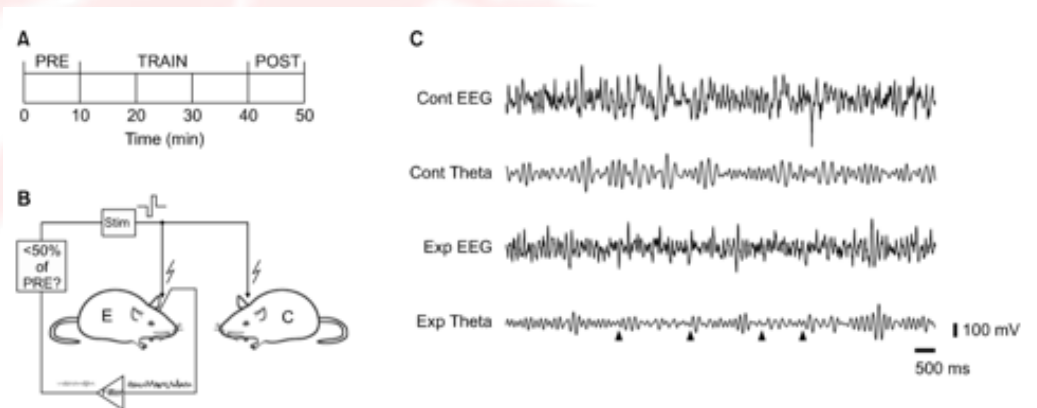 A
PRE TRAIN POST
0 10 20 30 40 50
Time (min)
B
Stim
<50%
of
PRE?
E
C
C
Cont EEG
Cont Theta
Exp EEG
Exp Theta
100 mV
500 ms